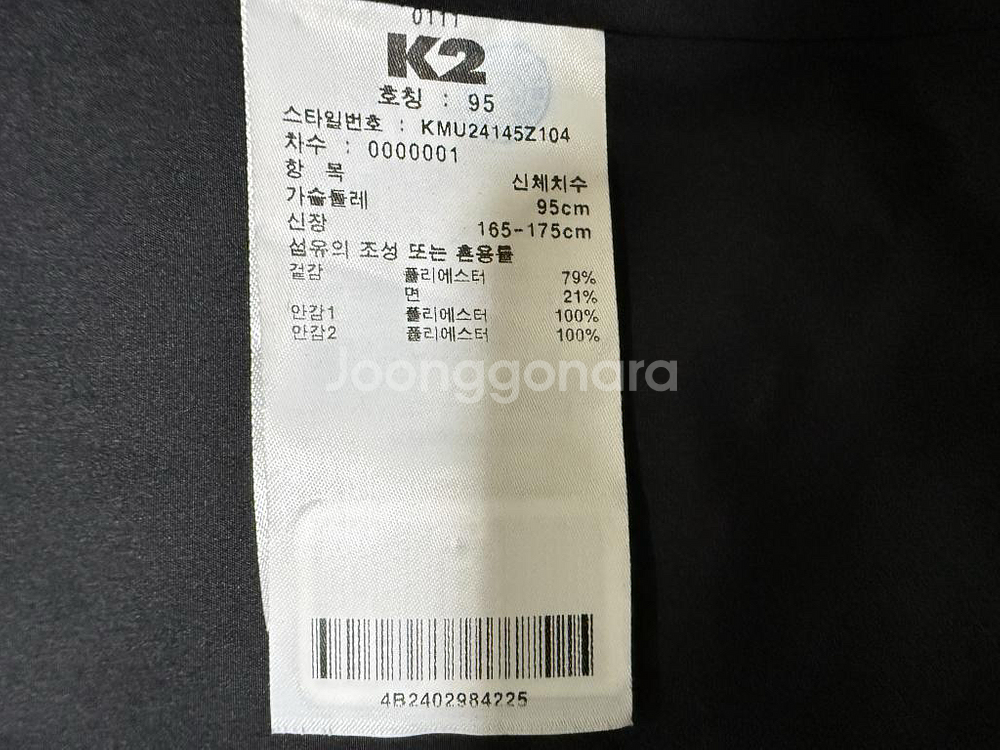 0111
K2
호칭 : 95
스타일번호 : KMU24145Z104
차수 : 0000001
항 목 신체치수
가슴둘레 95cm
신장 165-175cm
섬유의 조성 또는 혼용률
겉감 폴리에스터 79%
면 21%
안감1 폴리에스터 100%
안감2 폴리에스터 100%
Joonggonara
4B2402984225